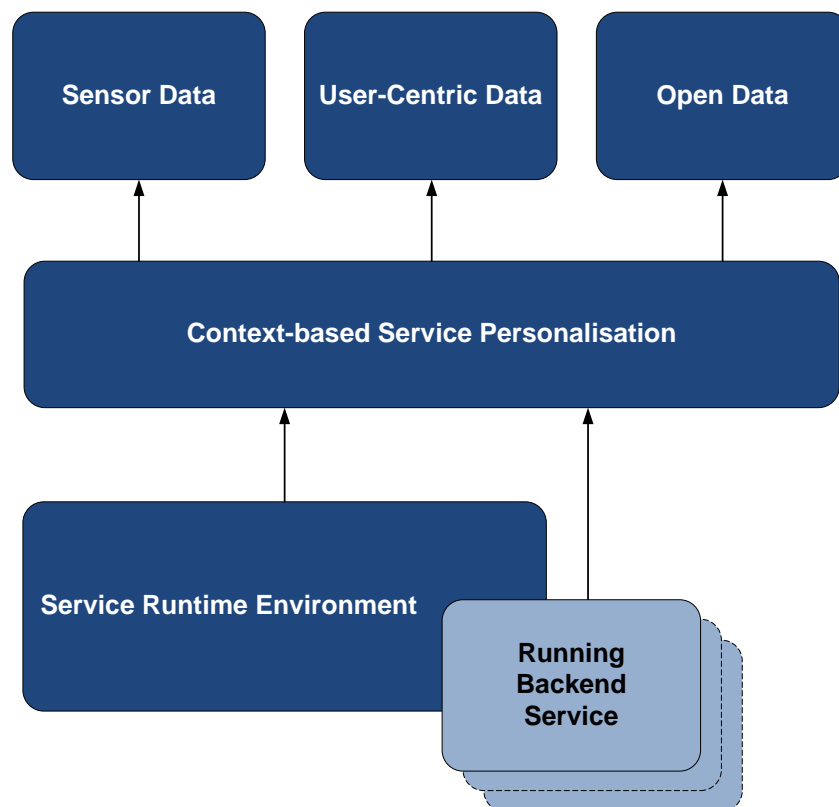 Sensor Data
User-Centric Data
Open Data
Context-based Service Personalisation
Service Runtime Environment
Running
Backend
Service